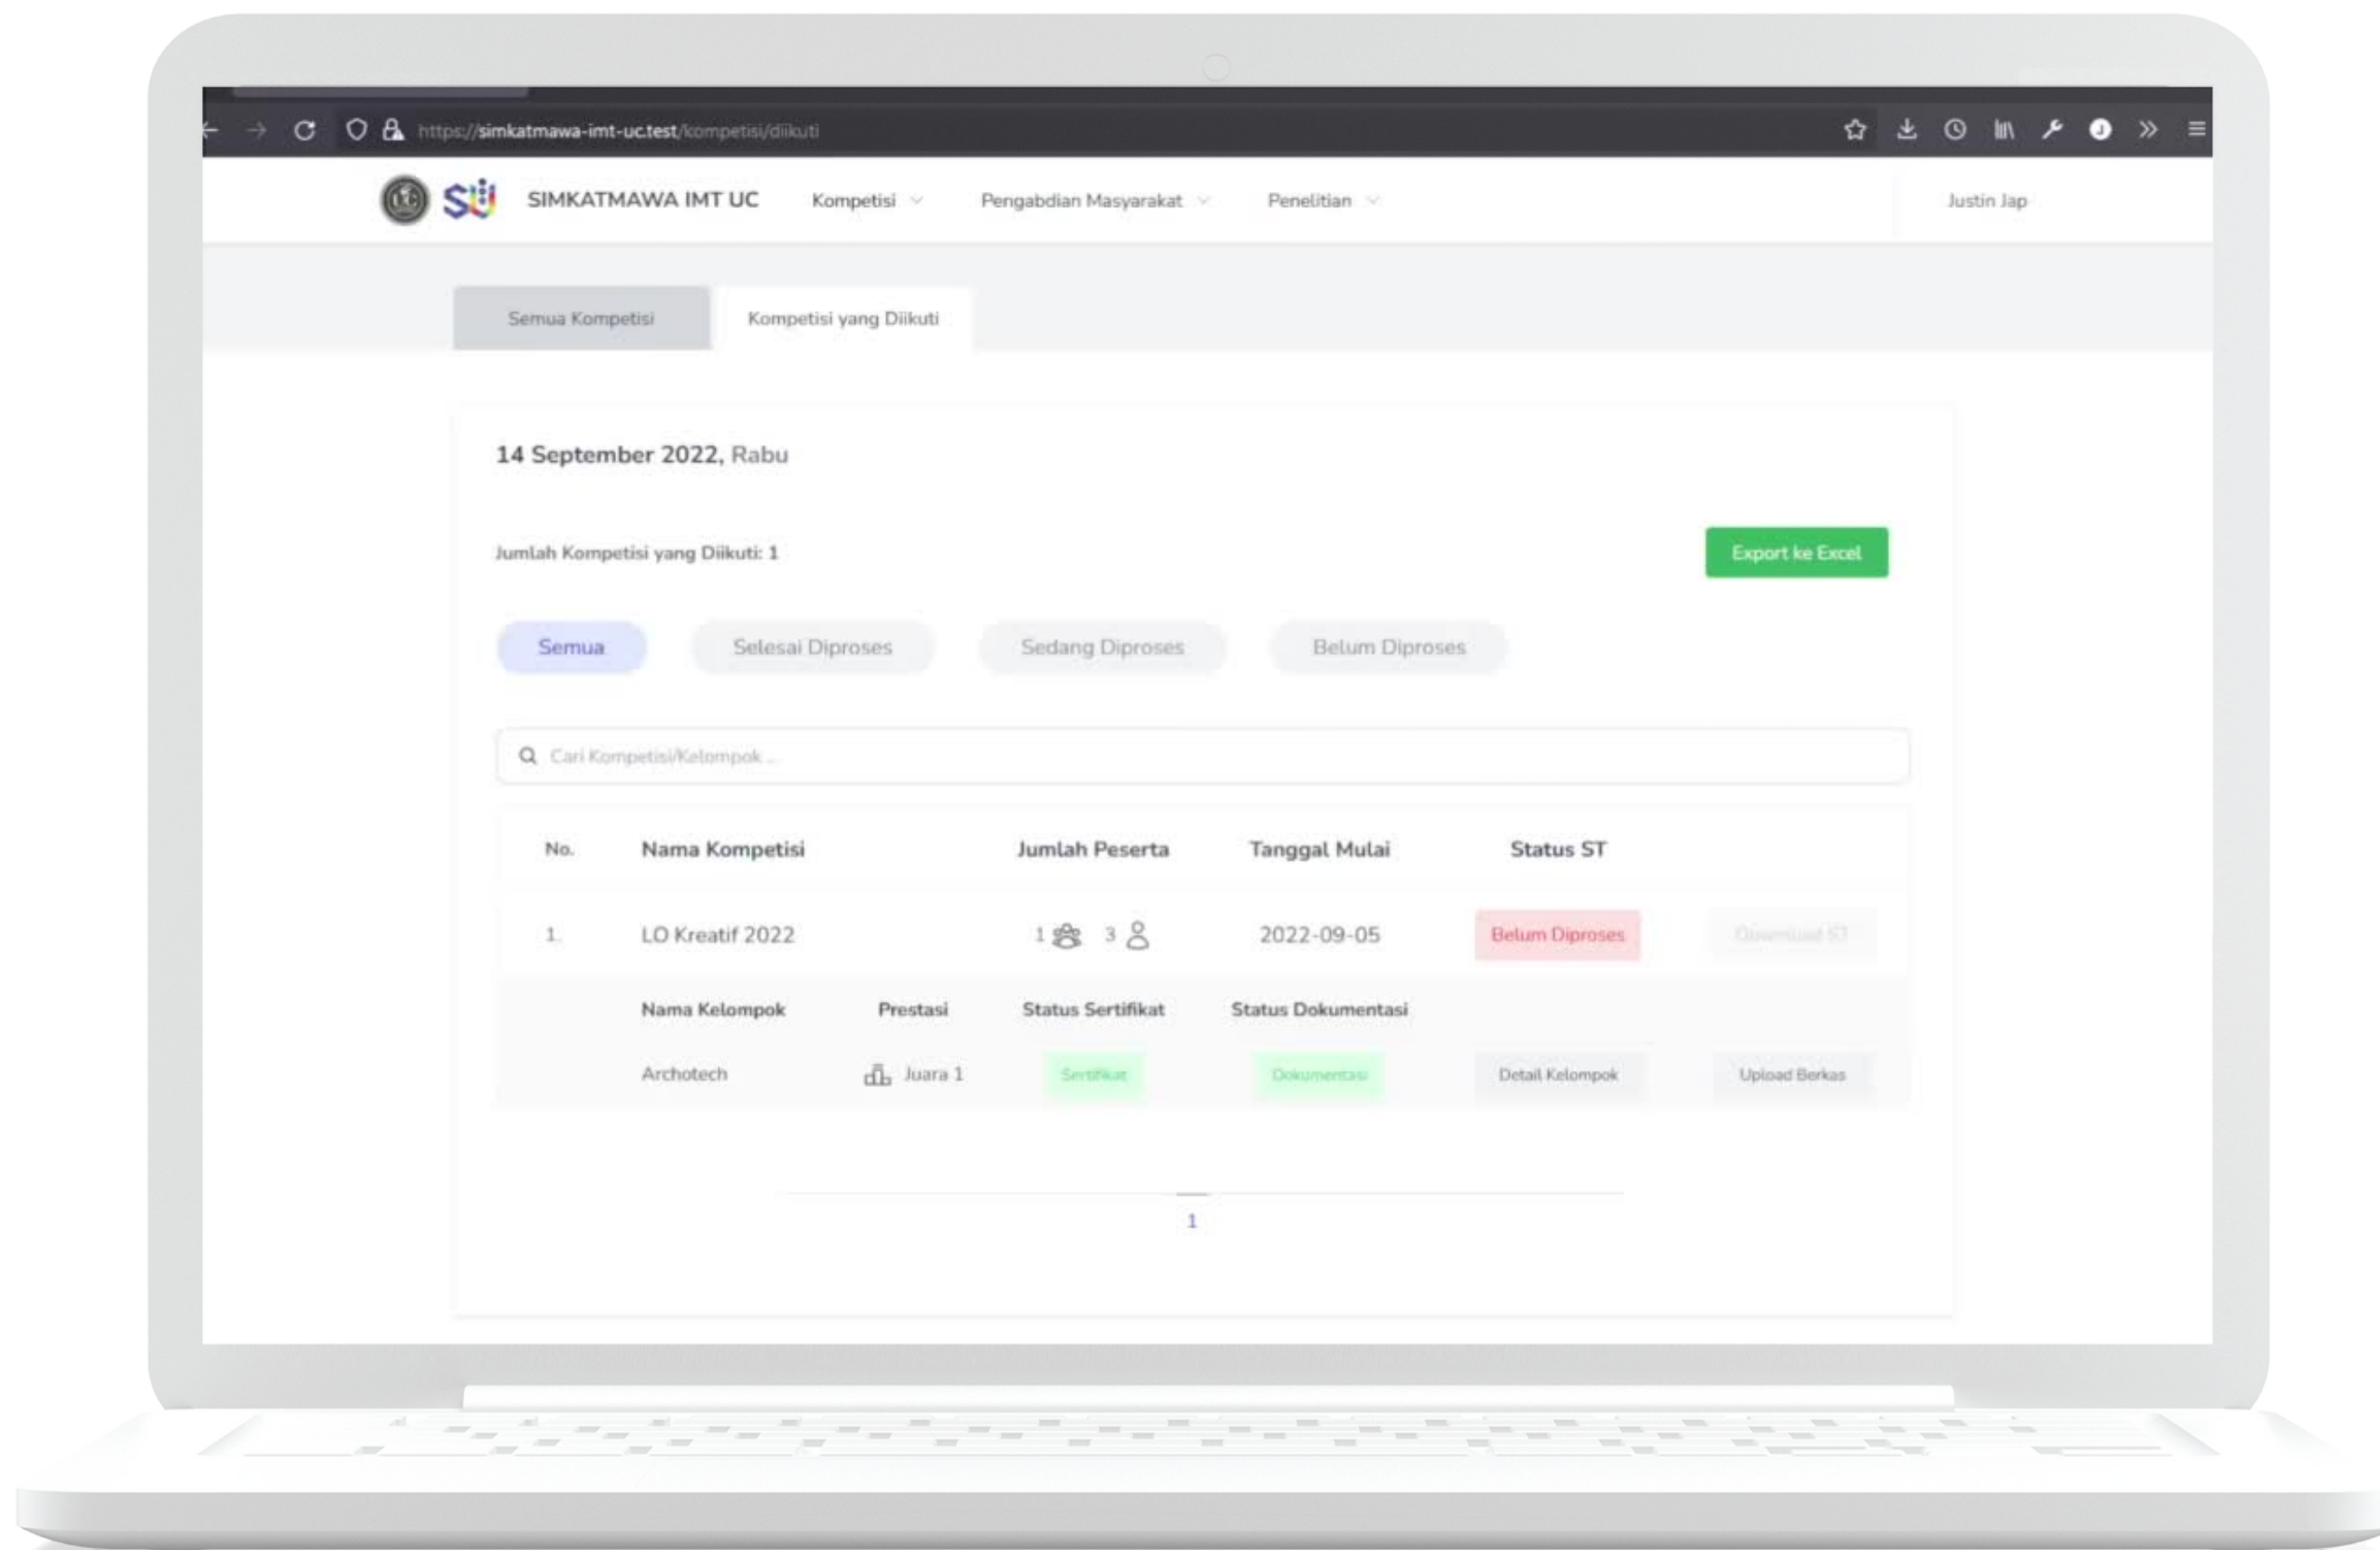 https://simkatmawa-imt-uc.test/kompetisi/diikuti
SIMKATMAWA IMT UC Kompetisi Pengabdian Masyarakat Penelitian Justin Jap
Semua Kompetisi Kompetisi yang Diikuti
14 September 2022, Rabu
Jumlah Kompetisi yang Diikuti: 1 Export ke Excel
Semua Selesai Diproses Sedang Diproses Belum Diproses
Cari Kompetisi/Kelompok ...
No. Nama Kompetisi Jumlah Peserta Tanggal Mulai Status ST
1. LO Kreatif 2022 1 3 2022-09-05 Belum Diproses Download ST
Nama Kelompok Prestasi Status Sertifikat Status Dokumentasi
Archotech Juara 1 Sertifikat Dokumentasi Detail Kelompok Upload Berkas
1